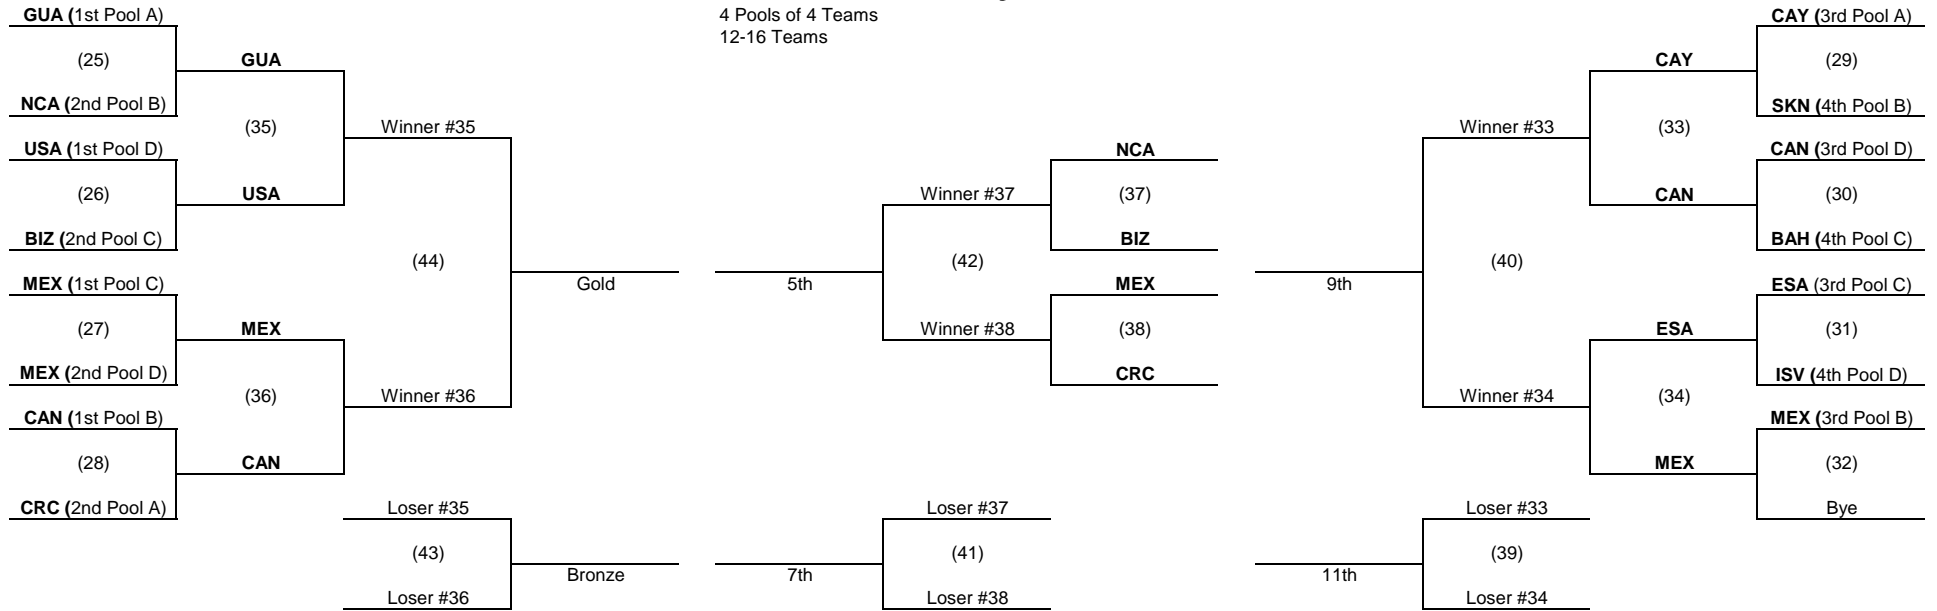 GUA (1st Pool A)
(25)
NCA (2nd Pool B)
USA (1st Pool D)
(26)
BIZ (2nd Pool C)
MEX (1st Pool C)
(27)
MEX (2nd Pool D)
CAN (1st Pool B)
(28)
CRC (2nd Pool A)
GUA
(35)
USA
MEX
(36)
CAN
Winner #35
(44)
Winner #36
Gold
Loser #35
(43)
Loser #36
Bronze
4 Pools of 4 Teams
12-16 Teams
5th
Winner #37
(42)
Winner #38
NCA
(37)
BIZ
MEX
(38)
CRC
7th
Loser #37
(41)
Loser #38
9th
Winner #33
(40)
Winner #34
CAY
(33)
CAN
ESA
(34)
MEX
CAY (3rd Pool A)
(29)
SKN (4th Pool B)
CAN (3rd Pool D)
(30)
BAH (4th Pool C)
ESA (3rd Pool C)
(31)
ISV (4th Pool D)
MEX (3rd Pool B)
(32)
Bye
11th
Loser #33
(39)
Loser #34